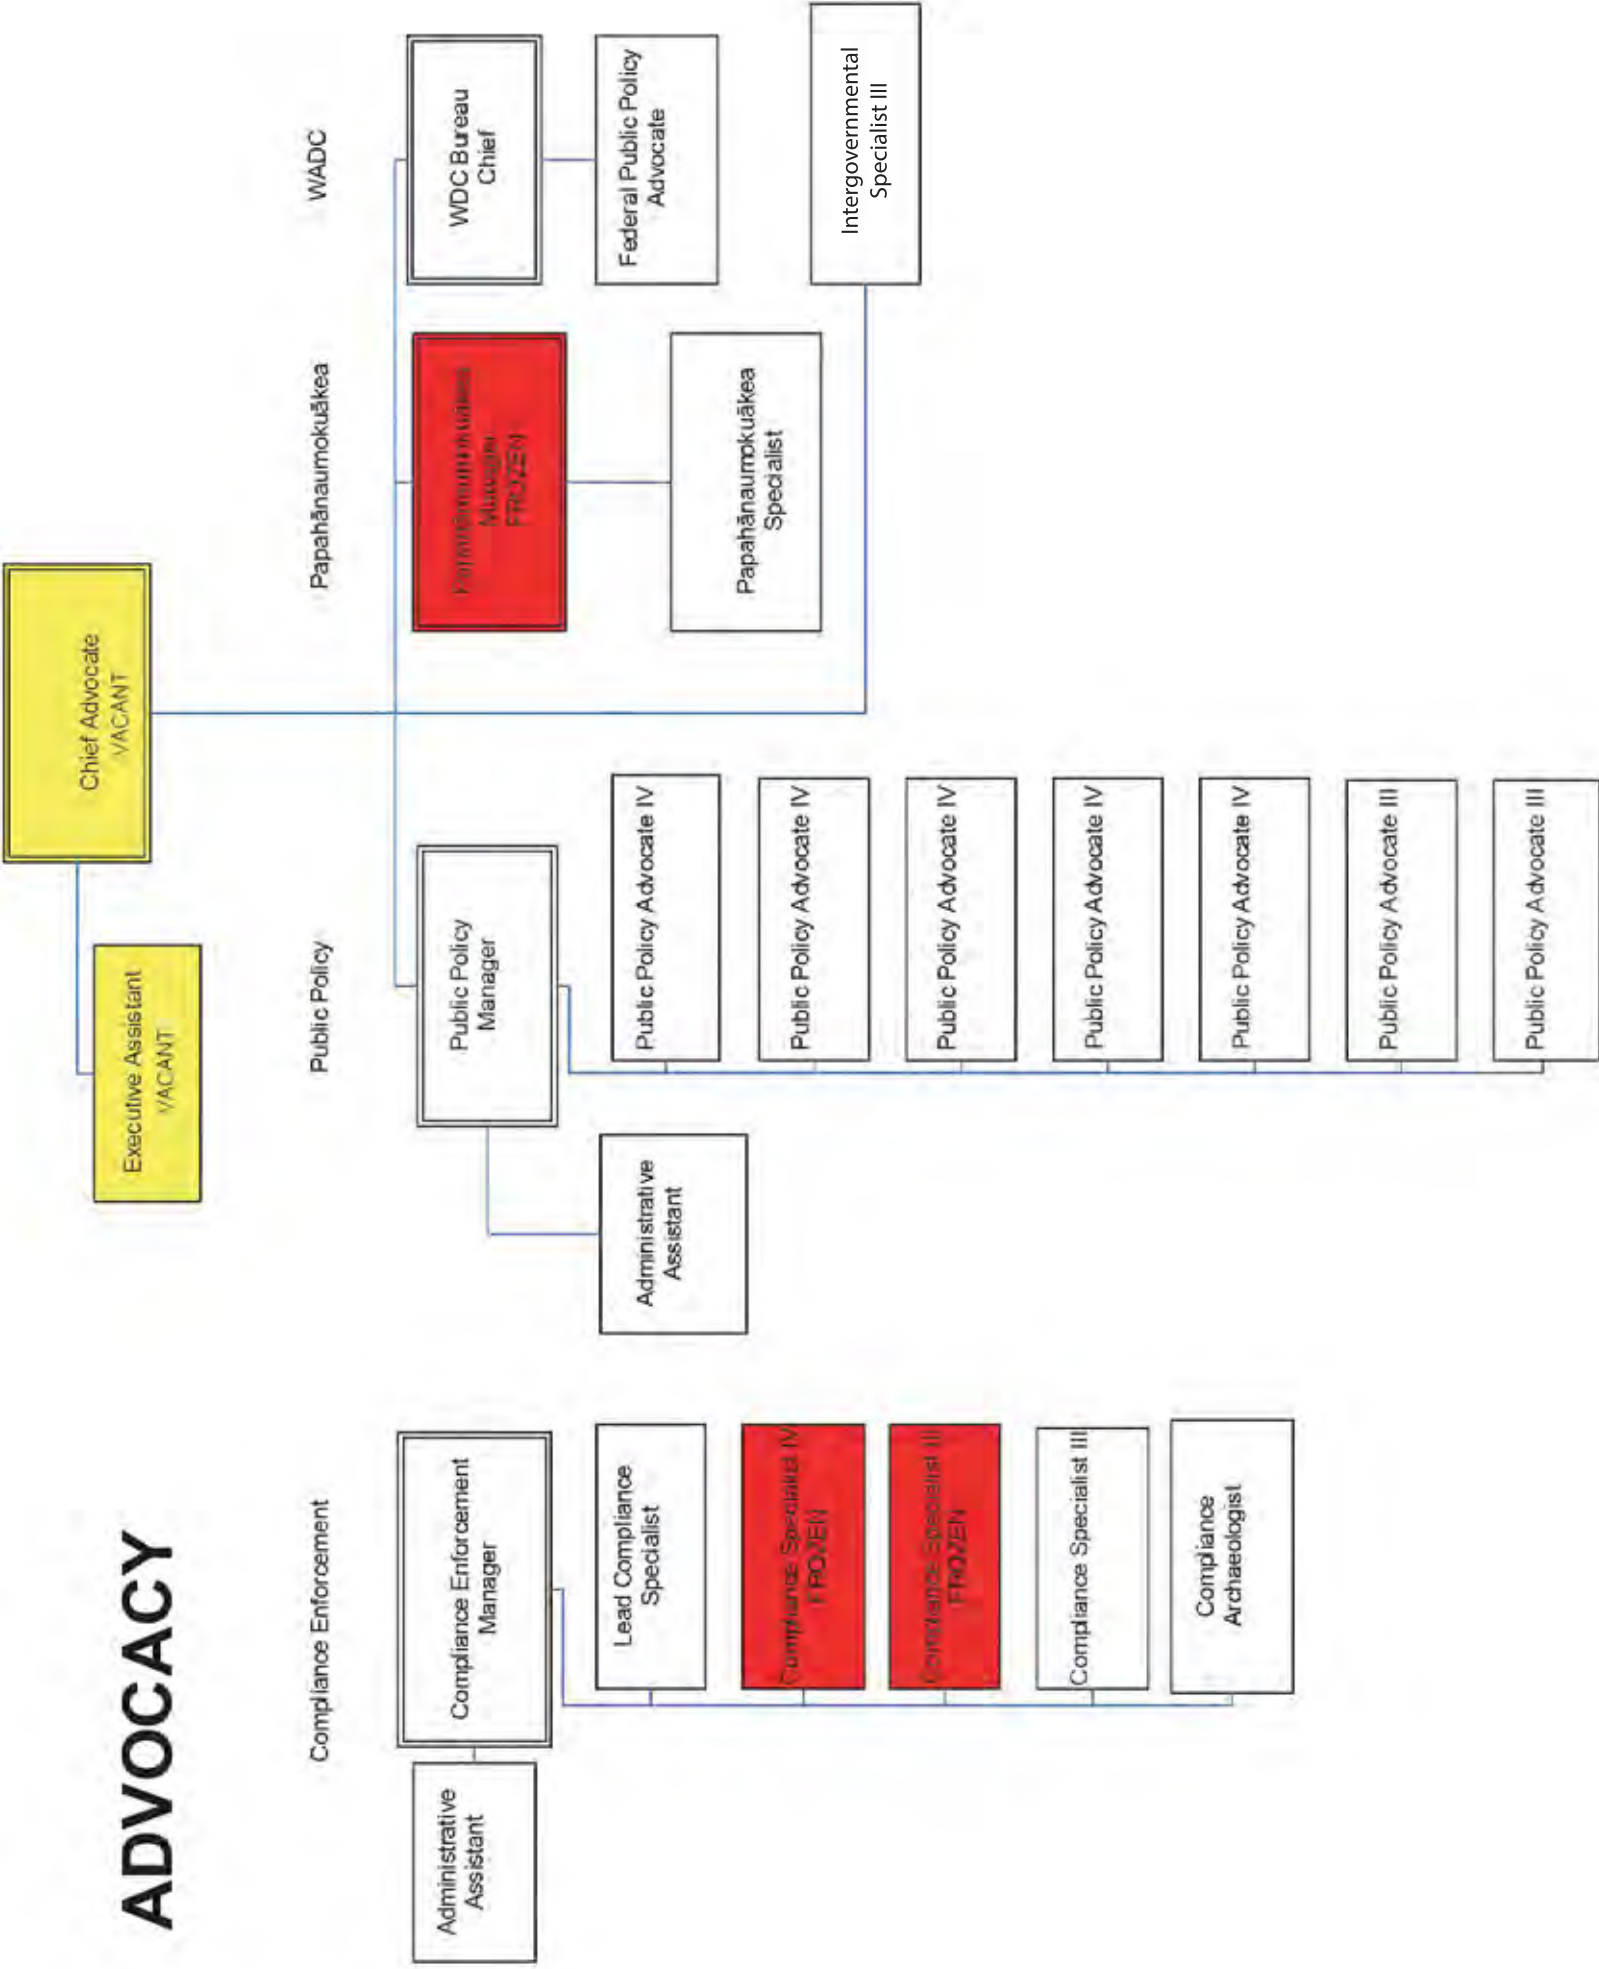 ADVOCACY
Chief Advocate
VACANT
Executive Assistant
VACANT
Compliance Enforcement
Public Policy
Papahānaumokuākea
WADC
Administrative
Assistant
Compliance Enforcement
Manager
Lead Compliance
Specialist
Compliance Specialist IV
FROZEN
Compliance Specialist III
FROZEN
Compliance Specialist III
Compliance
Archaeologist
Public Policy
Manager
Administrative
Assistant
Public Policy Advocate IV
Public Policy Advocate IV
Public Policy Advocate IV
Public Policy Advocate IV
Public Policy Advocate IV
Public Policy Advocate III
Public Policy Advocate III
Papahānaumokuākea
Manager
FROZEN
Papahānaumokuākea
Specialist
WDC Bureau
Chief
Federal Public Policy
Advocate
Intergovernmental
Specialist III